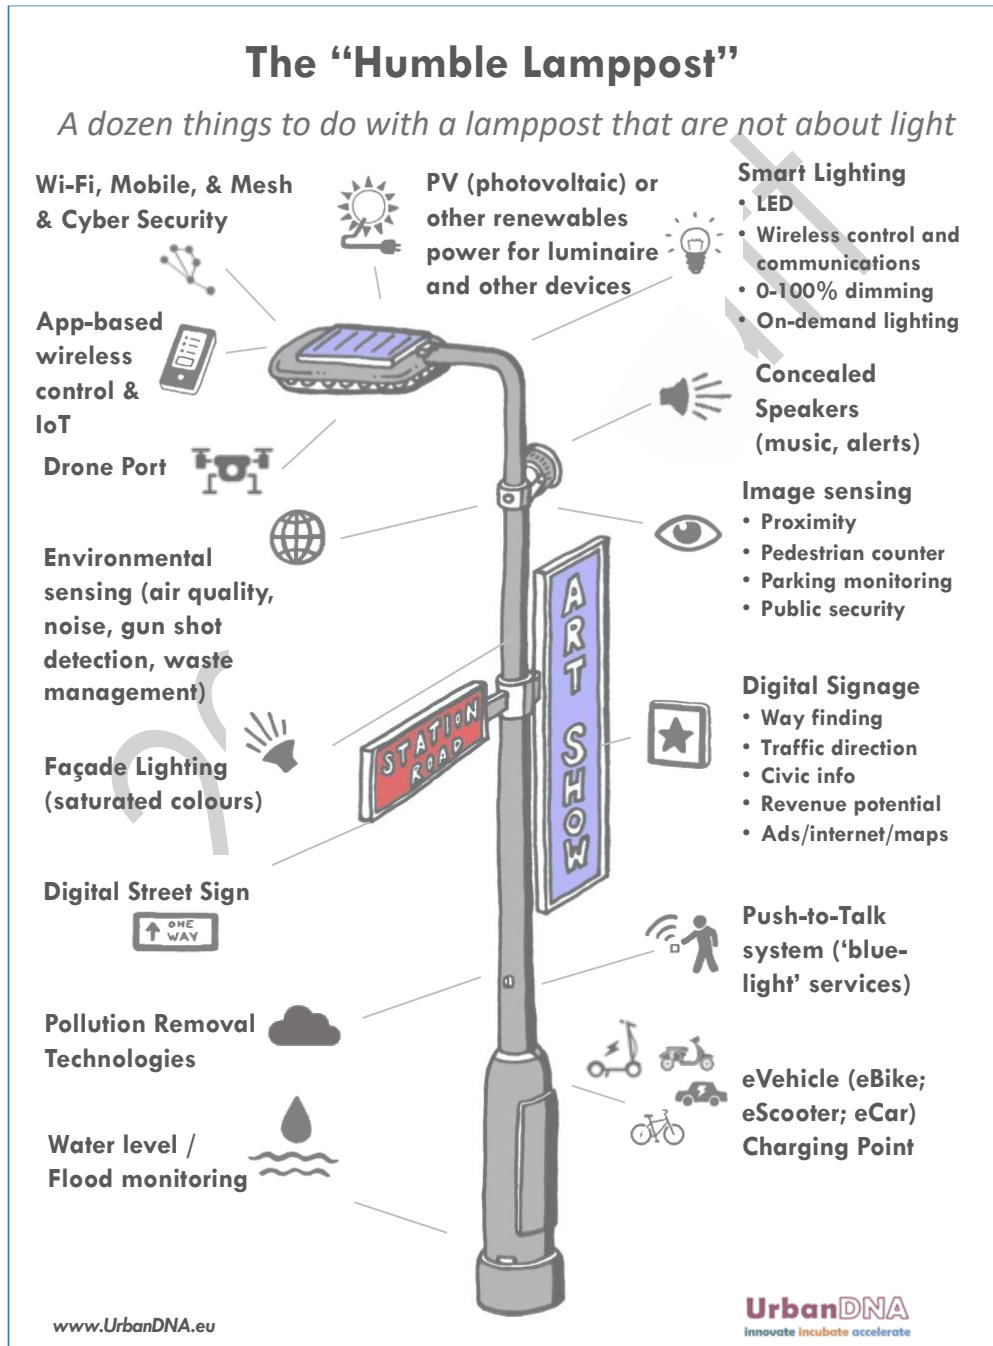 The “Humble Lamppost”
A dozen things to do with a lamppost that are not about light
Wi-Fi, Mobile, & Mesh
& Cyber Security
PV (photovoltaic) or
other renewables
power for luminaire
and other devices
Smart Lighting
• LED
• Wireless control and
communications
• 0-100% dimming
• On-demand lighting
App-based
wireless
control &
IoT
Concealed
Speakers
(music, alerts)
Drone Port
Image sensing
• Proximity
• Pedestrian counter
• Parking monitoring
• Public security
Environmental
sensing (air quality,
noise, gun shot
detection, waste
management)
ART SHOW
STATION
ROAD
Digital Signage
• Way finding
• Traffic direction
• Civic info
• Revenue potential
• Ads/internet/maps
Façade Lighting
(saturated colours)
Digital Street Sign
ONE
WAY
Push-to-Talk
system (‘blue-
light’ services)
Pollution Removal
Technologies
eVehicle (eBike;
eScooter; eCar)
Charging Point
Water level /
Flood monitoring
www.UrbanDNA.eu
UrbanDNA
innovate incubate accelerate